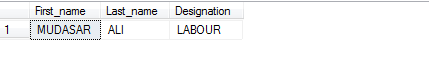 First_name Last_name Designation
1 MUDASAR ALI LABOUR